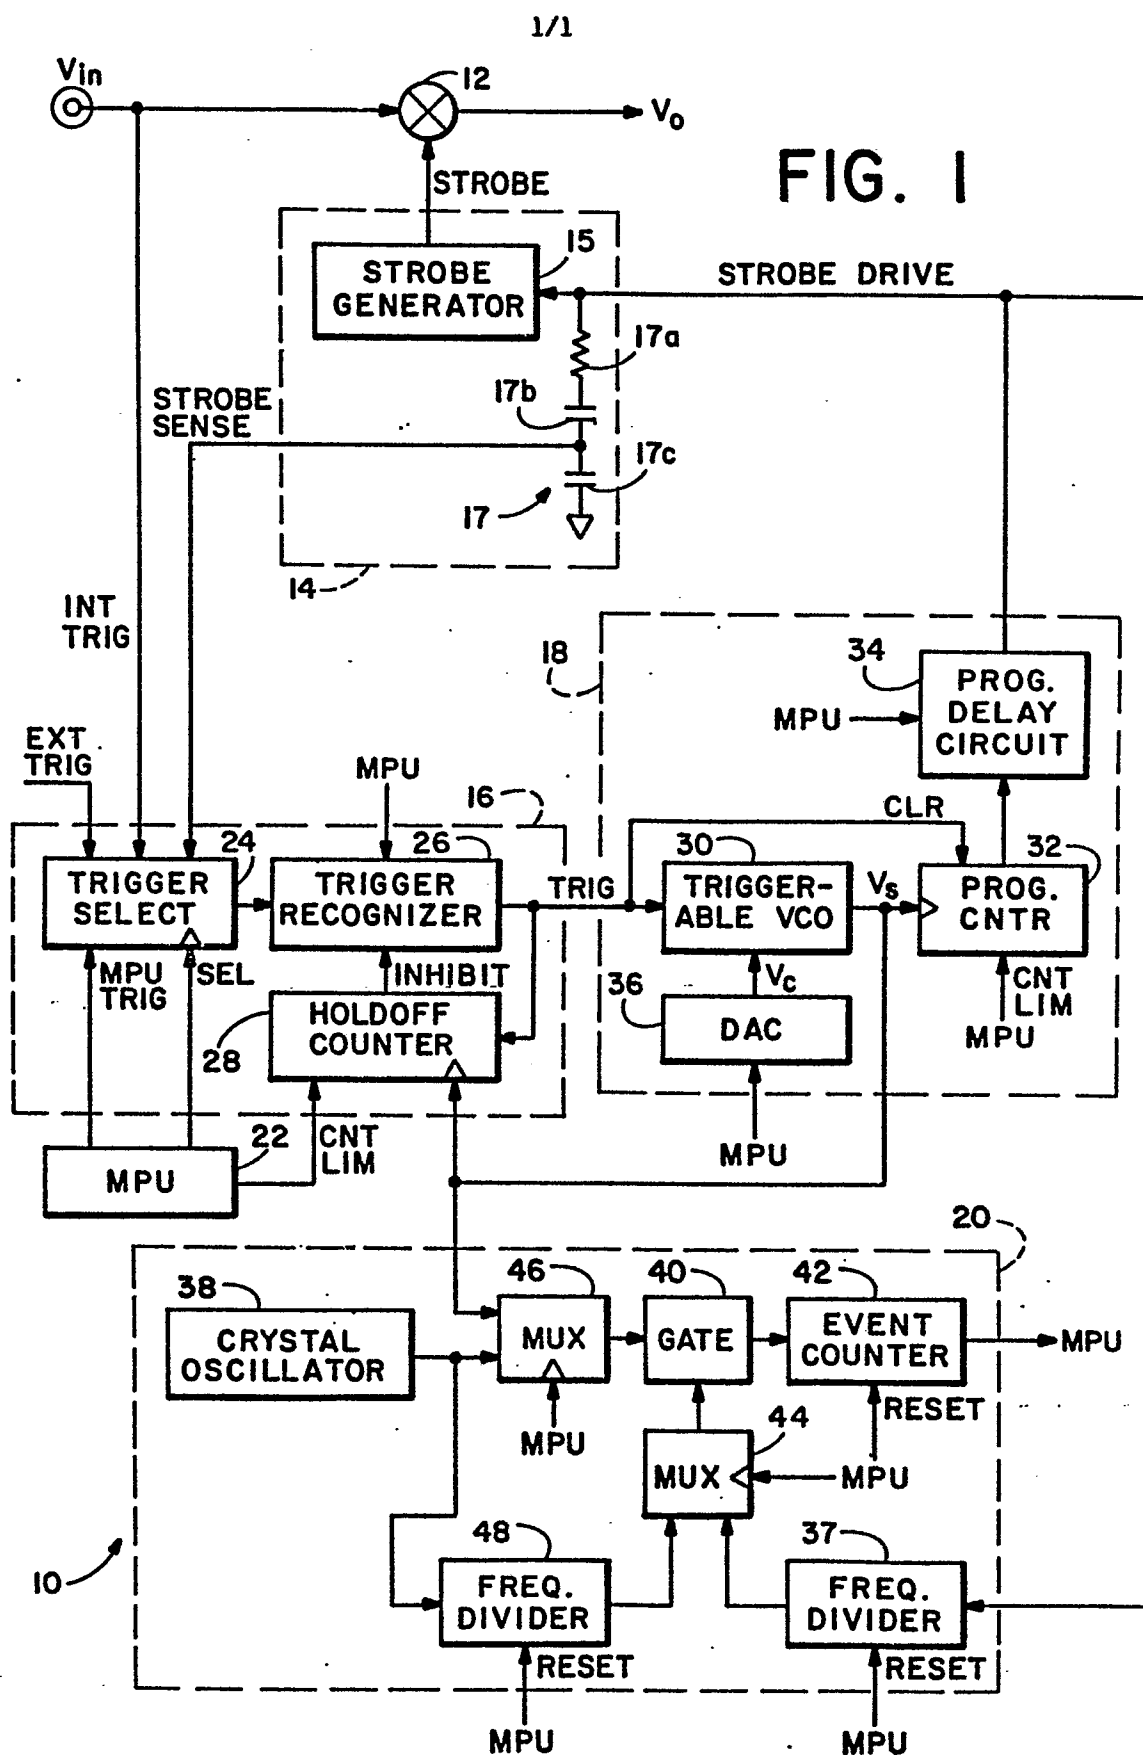 1/1
Vin
12
Vo
STROBE
FIG. 1
15
STROBE
GENERATOR
STROBE DRIVE
17a
17b
STROBE
SENSE
17c
17
14
INT
TRIG
18
34
PROG.
DELAY
CIRCUIT
MPU
EXT
TRIG
MPU
16
CLR
24
26
30
32
TRIGGER
SELECT
TRIGGER
RECOGNIZER
TRIG
TRIGGER-
ABLE VCO
Vs
PROG.
CNTR
MPU
TRIG
SEL
INHIBIT
Vc
CNT
LIM
MPU
36
DAC
HOLDOFF
COUNTER
28
MPU
22
MPU
CNT
LIM
20
38
46
40
42
CRYSTAL
OSCILLATOR
MUX
GATE
EVENT
COUNTER
MPU
MPU
RESET
44
MUX
MPU
48
37
10
FREQ.
DIVIDER
FREQ.
DIVIDER
RESET
RESET
MPU
MPU